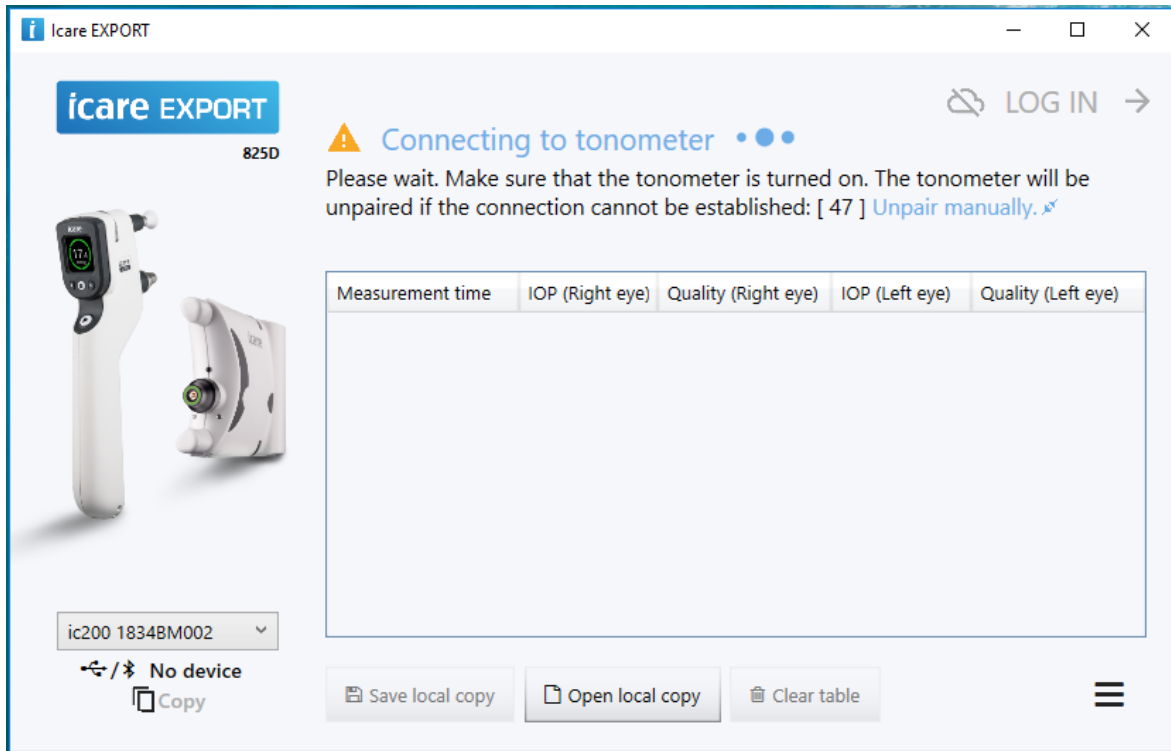 Icare EXPORT
icare EXPORT
825D
LOG IN
Connecting to tonometer
Please wait. Make sure that the tonometer is turned on. The tonometer will be
unpaired if the connection cannot be established: [ 47 ] Unpair manually.
Measurement time IOP (Right eye) Quality (Right eye) IOP (Left eye) Quality (Left eye)
icare
17
icare
ic200 1834BM002
/ No device
Copy
Save local copy Open local copy Clear table